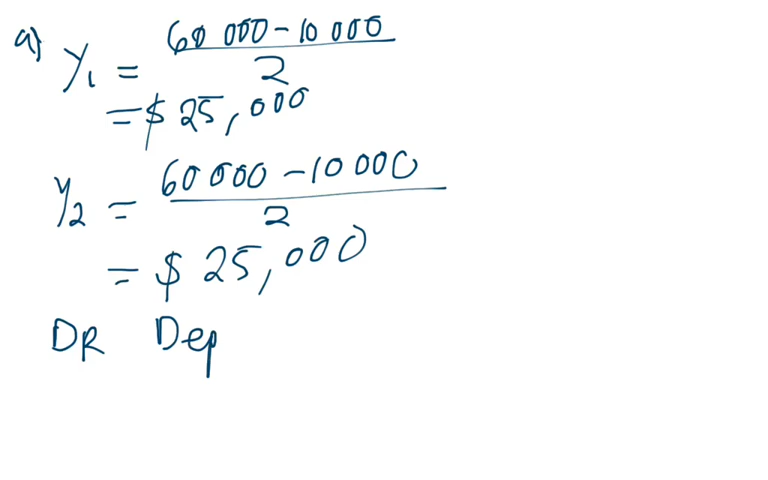 a) Y1 = 60 000 - 10 000
2
= $ 25,000
Y2 = 60 000 - 10 000
2
= $ 25,000
DR Dep